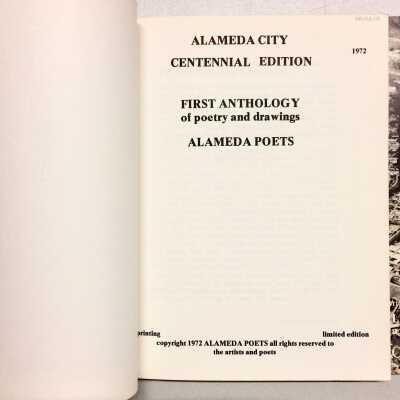 ALAMEDA CITY
1972
CENTENNIAL EDITION
FIRST ANTHOLOGY
of poetry and drawings
ALAMEDA POETS
printing limited edition
copyright 1972 ALAMEDA POETS all rights reserved to
the artists and poets